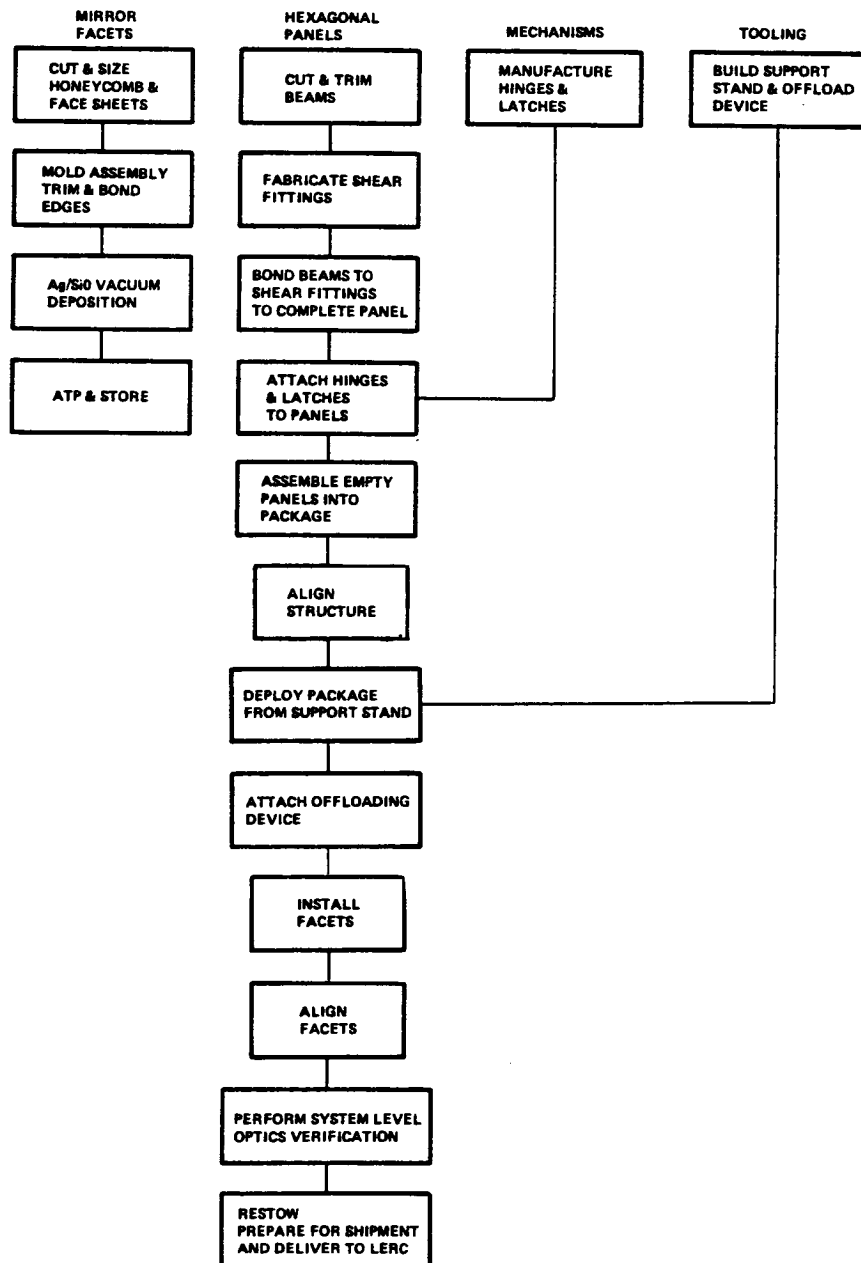 MIRROR
FACETS
CUT & SIZE
HONEYCOMB &
FACE SHEETS
MOLD ASSEMBLY
TRIM & BOND
EDGES
Ag/SiO VACUUM
DEPOSITION
ATP & STORE
HEXAGONAL
PANELS
CUT & TRIM
BEAMS
FABRICATE SHEAR
FITTINGS
BOND BEAMS TO
SHEAR FITTINGS
TO COMPLETE PANEL
ATTACH HINGES
& LATCHES
TO PANELS
ASSEMBLE EMPTY
PANELS INTO
PACKAGE
ALIGN
STRUCTURE
DEPLOY PACKAGE
FROM SUPPORT STAND
ATTACH OFFLOADING
DEVICE
INSTALL
FACETS
ALIGN
FACETS
PERFORM SYSTEM LEVEL
OPTICS VERIFICATION
RESTOW
PREPARE FOR SHIPMENT
AND DELIVER TO LERC
MECHANISMS
MANUFACTURE
HINGES &
LATCHES
TOOLING
BUILD SUPPORT
STAND & OFFLOAD
DEVICE